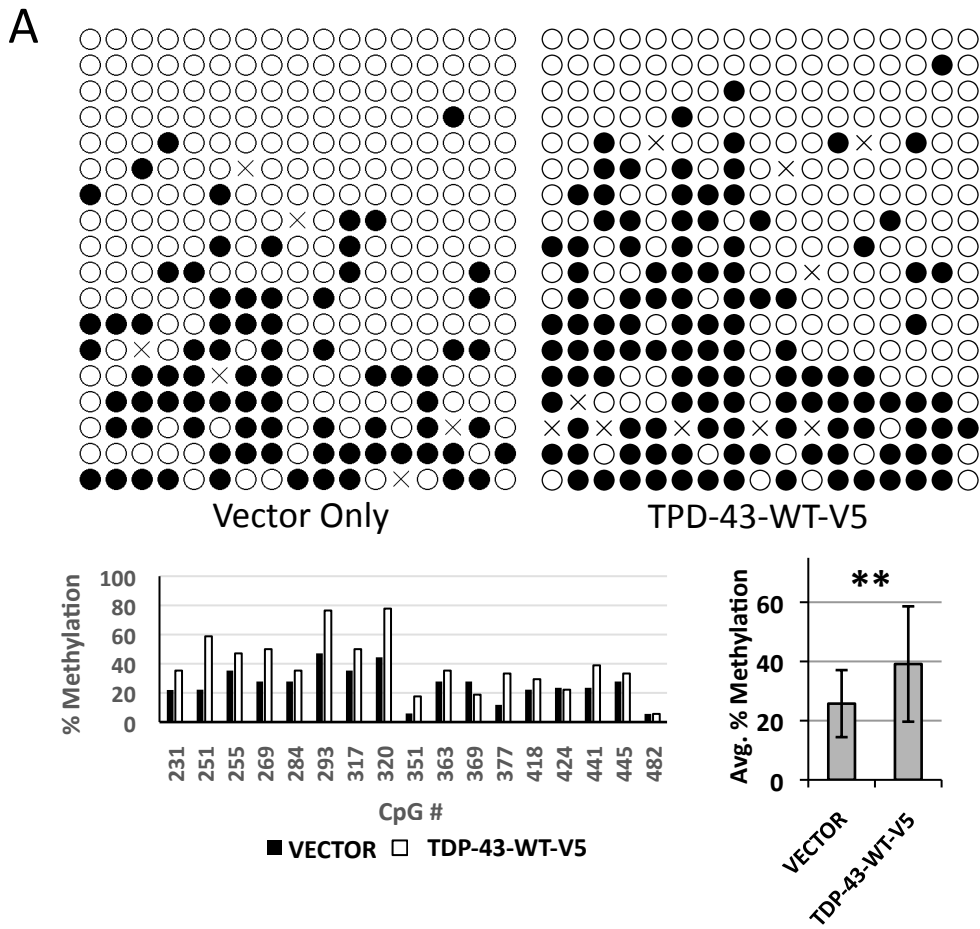 A
Vector Only
TPD-43-WT-V5
% Methylation
100
80
60
40
20
0
231 251 255 269 284 293 317 320 351 363 369 377 418 424 441 445 482
CpG #
VECTOR TDP-43-WT-V5
Avg. % Methylation
**
60
40
20
0
VECTOR
TDP-43-WT-V5